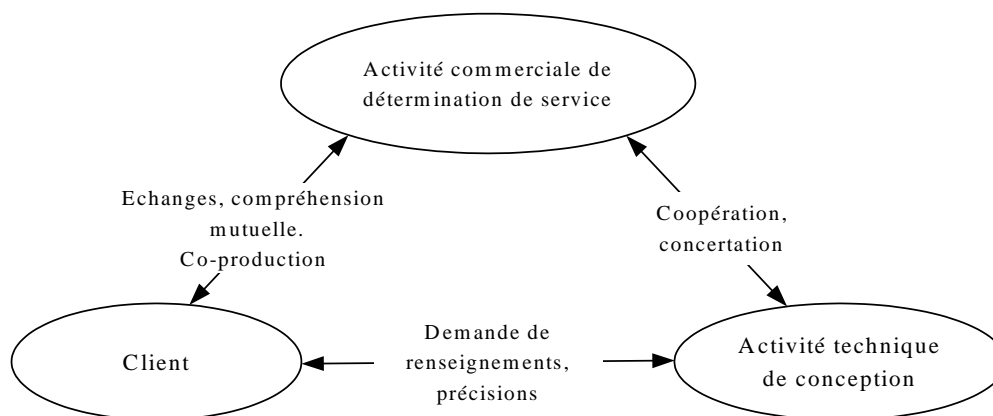 Activité commerciale de
détermination de service
Echanges, compréhension
mutuelle.
Co-production
Coopération,
concertation
Client
Demande de
renseignements,
précisions
Activité technique
de conception